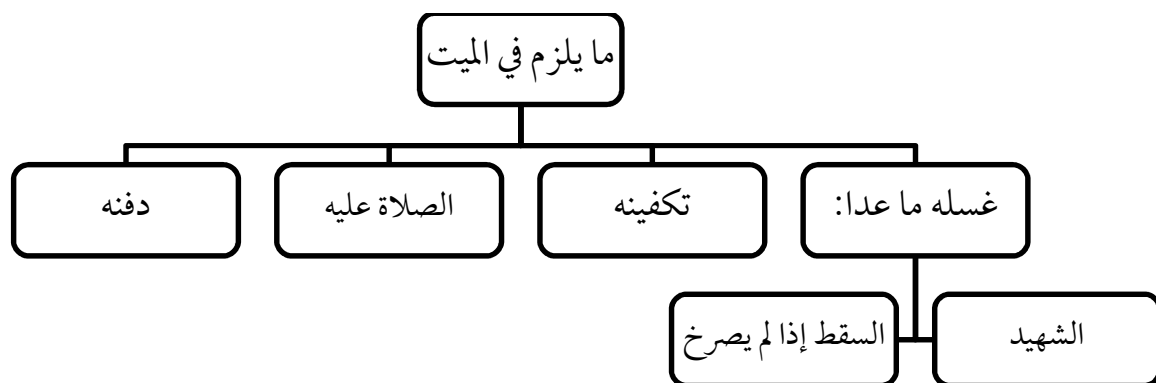 ما يلزم في الميت
غسله ما عدا:
تكفينه
الصلاة عليه
دفنه
الشهيد
السقط إذا لم يصرخ